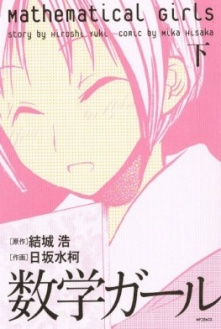 Mathematical Girls
story by HiroshI Yuki —comic by Mika Hisaka
下
[原作] 結城 浩
[作画] 日坂水柯
数学ガール